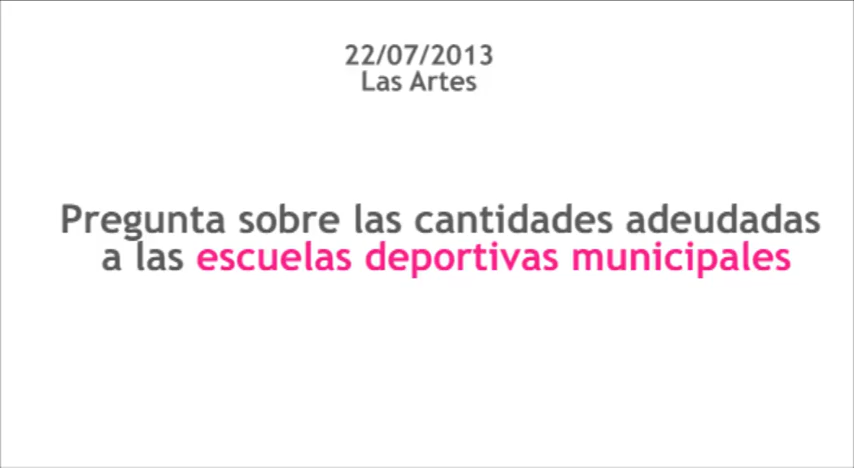 22/07/2013
Las Artes
Pregunta sobre las cantidades adeudadas
a las escuelas deportivas municipales